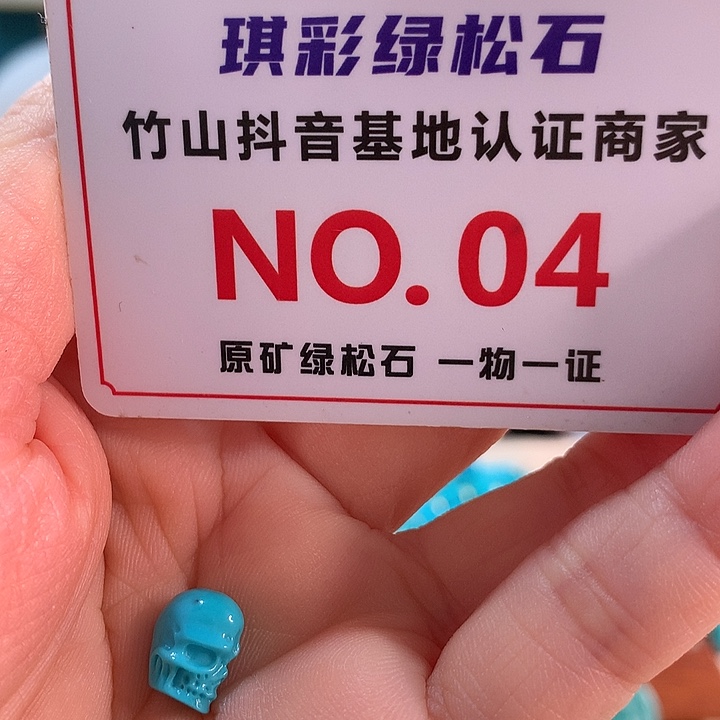 琪彩绿松石
竹山抖音基地认证商家
NO. 04
原矿绿松石 一物一证